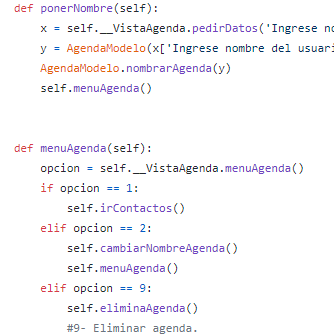 def ponerNombre(self):
x = self.__VistaAgenda.pedirDatos('Ingrese
y = AgendaModelo(x['Ingrese nombre del
AgendaModelo.nombrarAgenda(y)
self.menuAgenda()
def menuAgenda(self):
opcion = self.__VistaAgenda.menuAgenda()
if opcion == 1:
self.irContactos()
elif opcion == 2:
self.cambiarNombreAgenda()
self.menuAgenda()
elif opcion == 9:
self.eliminaAgenda()
#9- Eliminar agenda.